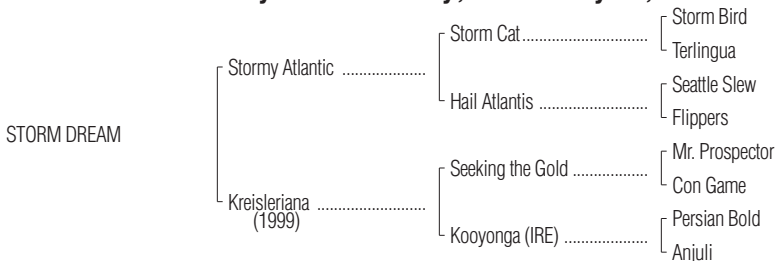 Storm Bird
Storm Cat
Terlingua
Stormy Atlantic
Seattle Slew
Hail Atlantis
Flippers
STORM DREAM
Mr. Prospector
Seeking the Gold
Con Game
Kreisleriana
(1999)
Persian Bold
Kooyonga (IRE)
Anjuli